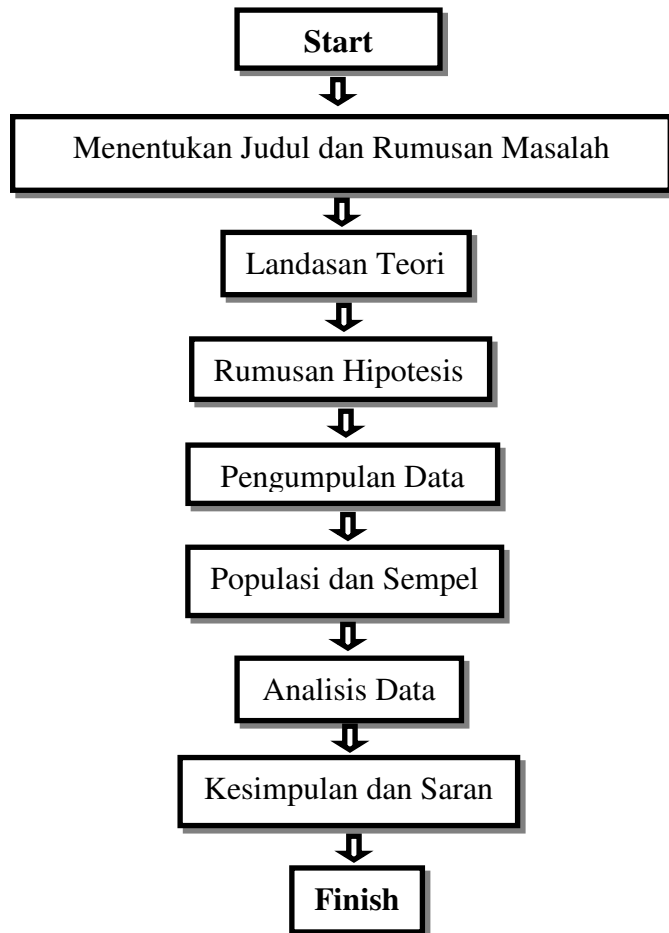 Start
Menentukan Judul dan Rumusan Masalah
Landasan Teori
Rumusan Hipotesis
Pengumpulan Data
Populasi dan Sempel
Analisis Data
Kesimpulan dan Saran
Finish